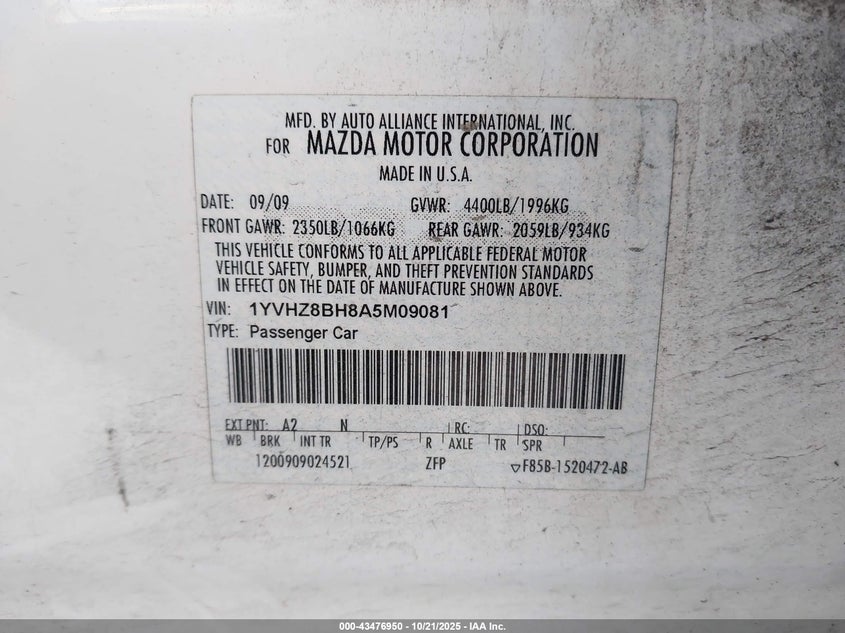 MFD. BY AUTO ALLIANCE INTERNATIONAL, INC.
FOR MAZDA MOTOR CORPORATION
MADE IN U.S.A.
DATE: 09/09 GVWR: 4400LB/1996KG
FRONT GAWR: 2350LB/1066KG REAR GAWR: 2059LB/934KG
THIS VEHICLE CONFORMS TO ALL APPLICABLE FEDERAL MOTOR
VEHICLE SAFETY, BUMPER, AND THEFT PREVENTION STANDARDS
IN EFFECT ON THE DATE OF MANUFACTURE SHOWN ABOVE.
VIN: 1YVHZ8BH8A5M09081
TYPE: Passenger Car
EXT PNT: A2 N RC: DSO:
WB BRK INT TR TP/PS R AXLE TR SPR
1200909024521 ZFP ▽F85B-1520472-AB
000-43476950 - 10/21/2025 - IAA Inc.